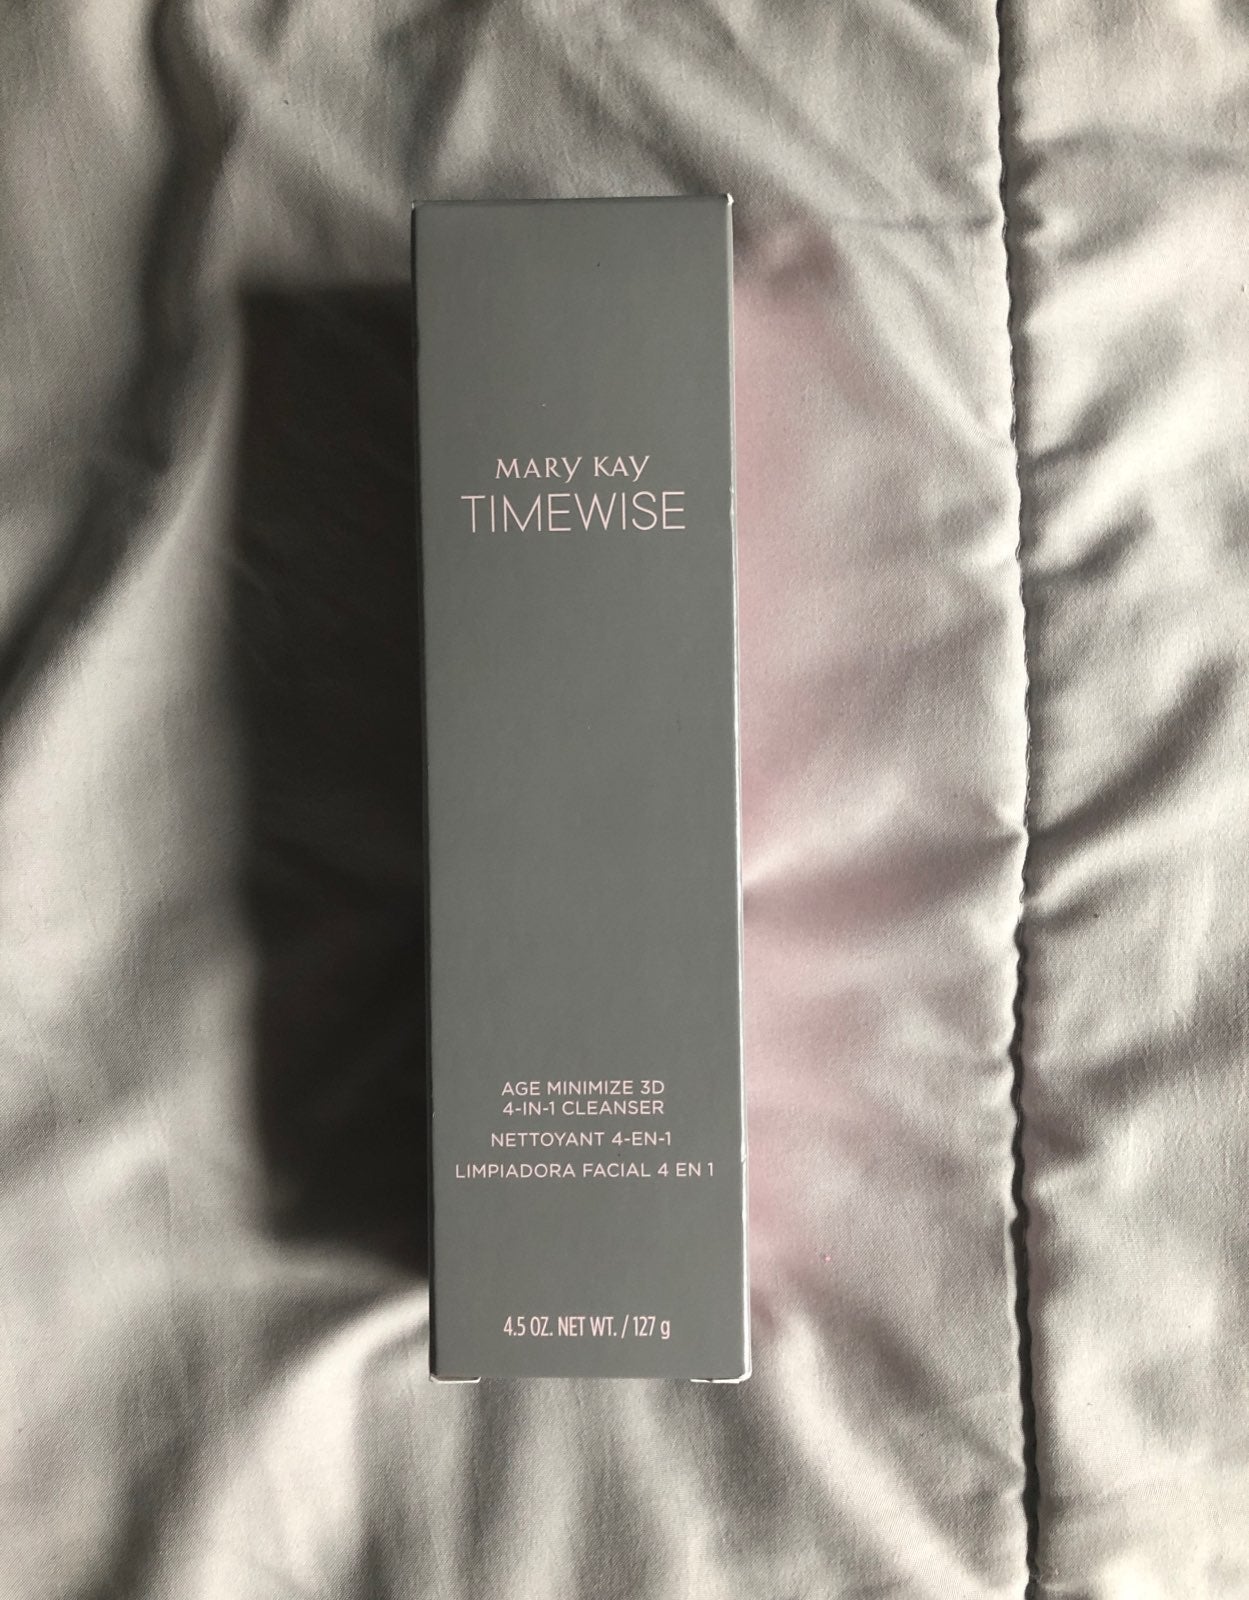 MARY KAY
TIMEWISE
AGE MINIMIZE 3D
4-IN-1 CLEANSER
NETTOYANT 4-EN-1
LIMPIADORA FACIAL 4 EN 1
4.5 OZ. NET WT. / 127 g